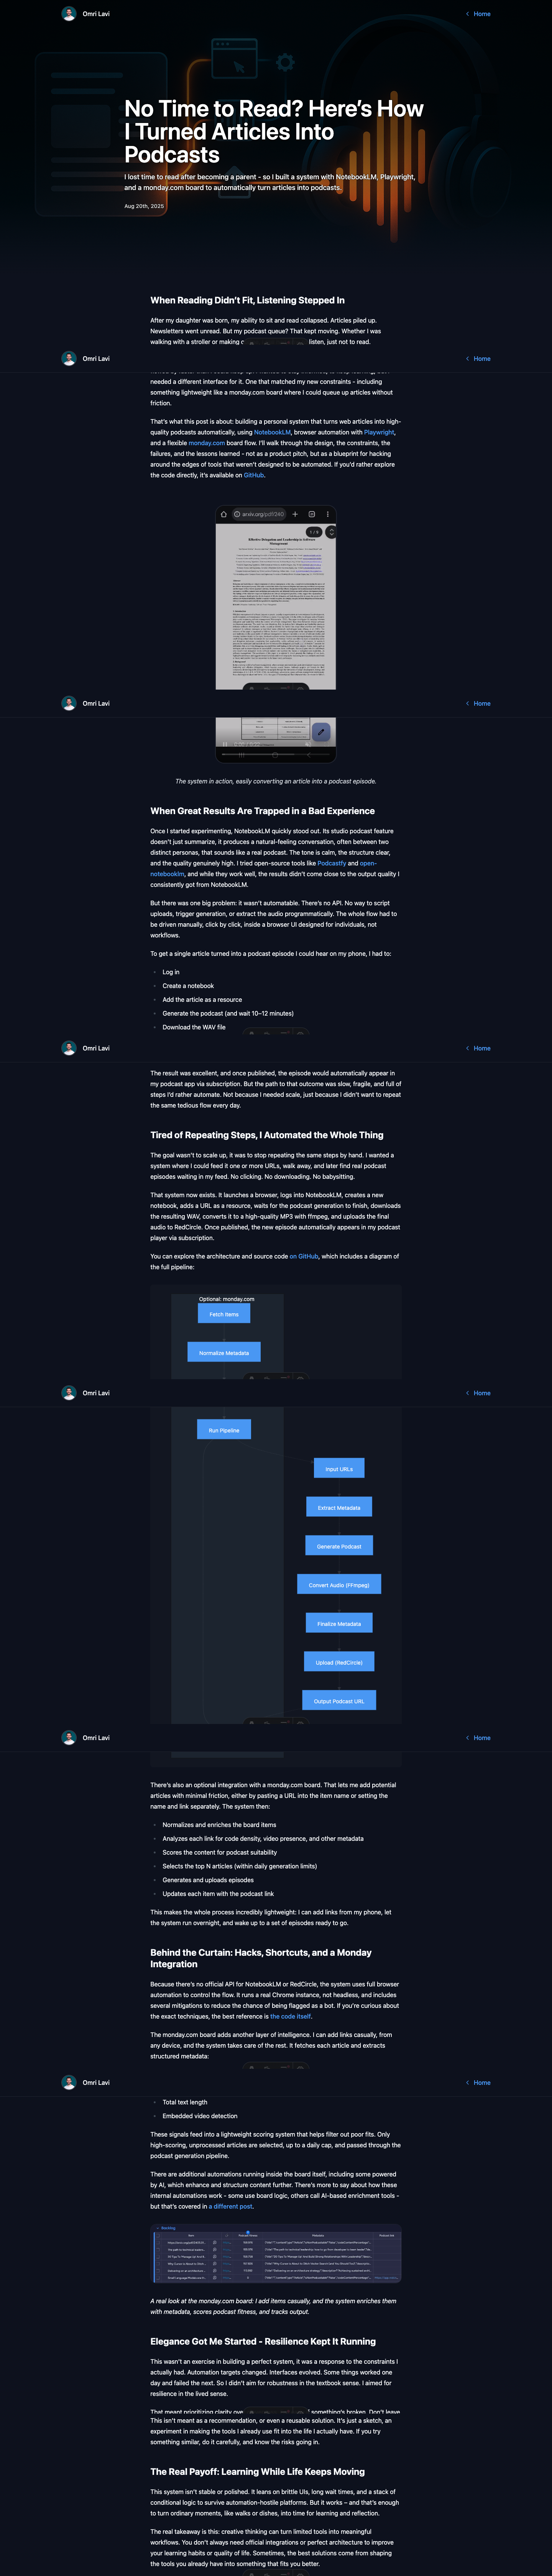 Omri Lavi
Home
No Time to Read? Here's How
I Turned Articles Into
Podcasts
I lost time to read after becoming a parent - so I built a system with NotebookLM, Playwright,
and a monday.com board to automatically turn articles into podcasts.
Aug 20th, 2025
When Reading Didn't Fit, Listening Stepped In
After my daughter was born, my ability to sit and read collapsed. Articles piled up.
Newsletters went unread. But my podcast queue? That kept moving. Whether I was
walking with a stroller or making listen, just not to read.
Omri Lavi
Home
needed a different interface for it. One that matched my new constraints - including
something lightweight like a monday.com board where I could queue up articles without
friction.
That's what this post is about: building a personal system that turns web articles into high-
quality podcasts automatically, using NotebookLM, browser automation with Playwright,
and a flexible monday.com board flow. I'll walk through the design, the constraints, the
failures, and the lessons learned - not as a product pitch, but as a blueprint for hacking
around the edges of tools that weren't designed to be automated. If you'd rather explore
the code directly, it's available on GitHub.
arxiv.org/pdf/240
Effective Delegation and Leadership in Software
Management
Omri Lavi
Home
The system in action, easily converting an article into a podcast episode.
When Great Results Are Trapped in a Bad Experience
Once I started experimenting, NotebookLM quickly stood out. Its studio podcast feature
doesn't just summarize, it produces a natural-feeling conversation, often between two
distinct personas, that sounds like a real podcast. The tone is calm, the structure clear,
and the quality genuinely high. I tried open-source tools like Podcastfy and open-
notebooklm, and while they work well, the results didn't come close to the output quality I
consistently got from NotebookLM.
But there was one big problem: it wasn't automatable. There's no API. No way to script
uploads, trigger generation, or extract the audio programmatically. The whole flow had to
be driven manually, click by click, inside a browser UI designed for individuals, not
workflows.
To get a single article turned into a podcast episode I could hear on my phone, I had to:
Log in
Create a notebook
Add the article as a resource
Generate the podcast (and wait 10–12 minutes)
Download the WAV file
Omri Lavi
Home
The result was excellent, and once published, the episode would automatically appear in
my podcast app via subscription. But the path to that outcome was slow, fragile, and full of
steps I'd rather automate. Not because I needed scale, just because I didn't want to repeat
the same tedious flow every day.
Tired of Repeating Steps, I Automated the Whole Thing
The goal wasn't to scale up, it was to stop repeating the same steps by hand. I wanted a
system where I could feed it one or more URLs, walk away, and later find real podcast
episodes waiting in my feed. No clicking. No downloading. No babysitting.
That system now exists. It launches a browser, logs into NotebookLM, creates a new
notebook, adds a URL as a resource, waits for the podcast generation to finish, downloads
the resulting WAV, converts it to a high-quality MP3 with ffmpeg, and uploads the final
audio to RedCircle. Once published, the new episode automatically appears in my podcast
player via subscription.
You can explore the architecture and source code on GitHub, which includes a diagram of
the full pipeline:
Optional: monday.com
Fetch Items
Normalize Metadata
Omri Lavi
Home
Run Pipeline
Input URLs
Extract Metadata
Generate Podcast
Convert Audio (FFmpeg)
Finalize Metadata
Upload (RedCircle)
Output Podcast URL
Omri Lavi
Home
There's also an optional integration with a monday.com board. That lets me add potential
articles with minimal friction, either by pasting a URL into the item name or setting the
name and link separately. The system then:
Normalizes and enriches the board items
Analyzes each link for code density, video presence, and other metadata
Scores the content for podcast suitability
Selects the top N articles (within daily generation limits)
Generates and uploads episodes
Updates each item with the podcast link
This makes the whole process incredibly lightweight: I can add links from my phone, let
the system run overnight, and wake up to a set of episodes ready to go.
Behind the Curtain: Hacks, Shortcuts, and a Monday
Integration
Because there's no official API for NotebookLM or RedCircle, the system uses full browser
automation to control the flow. It runs a real Chrome instance, not headless, and includes
several mitigations to reduce the chance of being flagged as a bot. If you're curious about
the exact techniques, the best reference is the code itself.
The monday.com board adds another layer of intelligence. I can add links casually, from
any device, and the system takes care of the rest. It fetches each article and extracts
structured metadata:
Omri Lavi
Home
Total text length
Embedded video detection
These signals feed into a lightweight scoring system that helps filter out poor fits. Only
high-scoring, unprocessed articles are selected, up to a daily cap, and passed through the
podcast generation pipeline.
There are additional automations running inside the board itself, including some powered
by AI, which enhance and structure content further. There's more to say about how these
internal automations work - some use board logic, others call AI-based enrichment tools -
but that's covered in a different post.
Backlog
A real look at the monday.com board: I add items casually, and the system enriches them
with metadata, scores podcast fitness, and tracks output.
Elegance Got Me Started - Resilience Kept It Running
This wasn't an exercise in building a perfect system, it was a response to the constraints I
actually had. Automation targets changed. Interfaces evolved. Some things worked one
day and failed the next. So I didn't aim for robustness in the textbook sense. I aimed for
resilience in the lived sense.
That meant prioritizing clarity something's broken. Don't leave
This isn't meant as a recommendation, or even a reusable solution. It's just a sketch, an
experiment in making the tools I already use fit into the life I actually have. If you try
something similar, do it carefully, and know the risks going in.
The Real Payoff: Learning While Life Keeps Moving
This system isn't stable or polished. It leans on brittle UIs, long wait times, and a stack of
conditional logic to survive automation-hostile platforms. But it works – and that's enough
to turn ordinary moments, like walks or dishes, into time for learning and reflection.
The real takeaway is this: creative thinking can turn limited tools into meaningful
workflows. You don't always need official integrations or perfect architecture to improve
your learning habits or quality of life. Sometimes, the best solutions come from shaping
the tools you already have into something that fits you better.